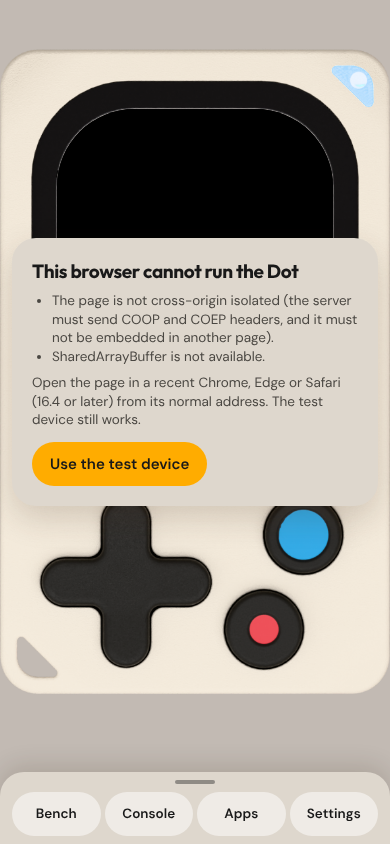 This browser cannot run the Dot
• The page is not cross-origin isolated (the server
must send COOP and COEP headers, and it must
not be embedded in another page).
• SharedArrayBuffer is not available.
Open the page in a recent Chrome, Edge or Safari
(16.4 or later) from its normal address. The test
device still works.
Use the test device
Bench
Console
Apps
Settings